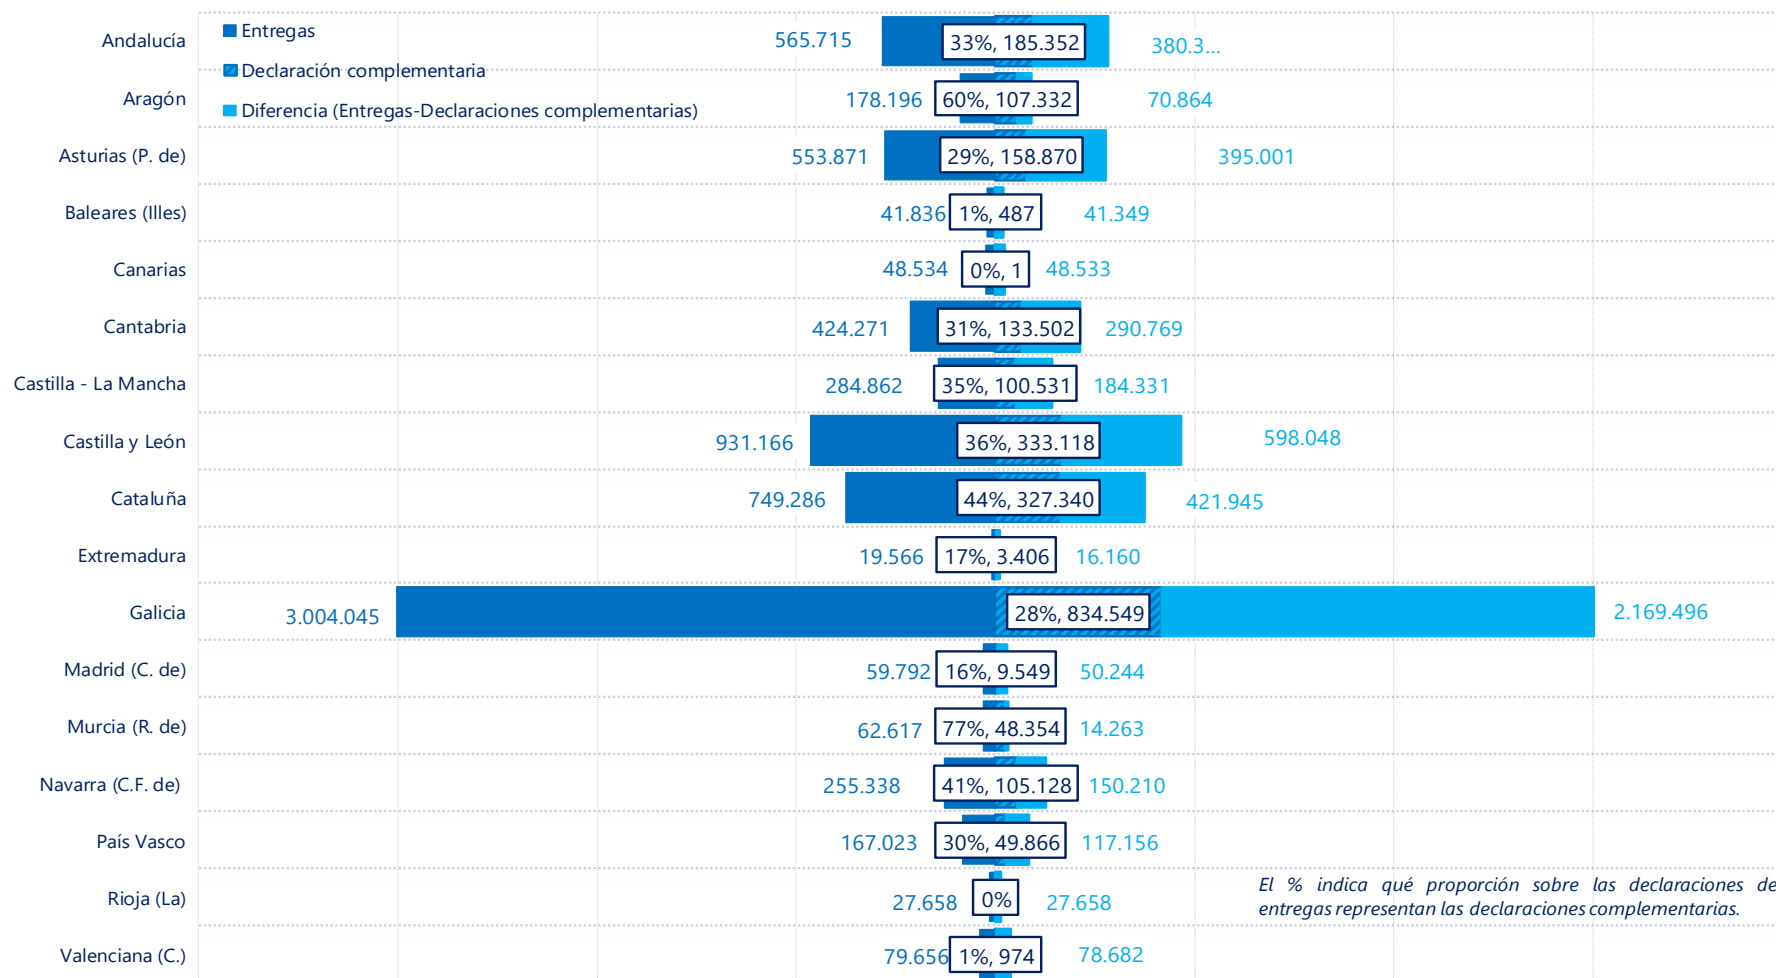 Entregas
Declaración complementaria
Diferencia (Entregas-Declaraciones complementarias)
Andalucía 565.715 33%, 185.352 380.3...
Aragón 178.196 60%, 107.332 70.864
Asturias (P. de) 553.871 29%, 158.870 395.001
Baleares (Illes) 41.836 1%, 487 41.349
Canarias 48.534 0%, 1 48.533
Cantabria 424.271 31%, 133.502 290.769
Castilla - La Mancha 284.862 35%, 100.531 184.331
Castilla y León 931.166 36%, 333.118 598.048
Cataluña 749.286 44%, 327.340 421.945
Extremadura 19.566 17%, 3.406 16.160
Galicia 3.004.045 28%, 834.549 2.169.496
Madrid (C. de) 59.792 16%, 9.549 50.244
Murcia (R. de) 62.617 77%, 48.354 14.263
Navarra (C.F. de) 255.338 41%, 105.128 150.210
País Vasco 167.023 30%, 49.866 117.156
Rioja (La) 27.658 0% 27.658
Valenciana (C.) 79.656 1%, 974 78.682
El % indica qué proporción sobre las declaraciones de
entregas representan las declaraciones complementarias.